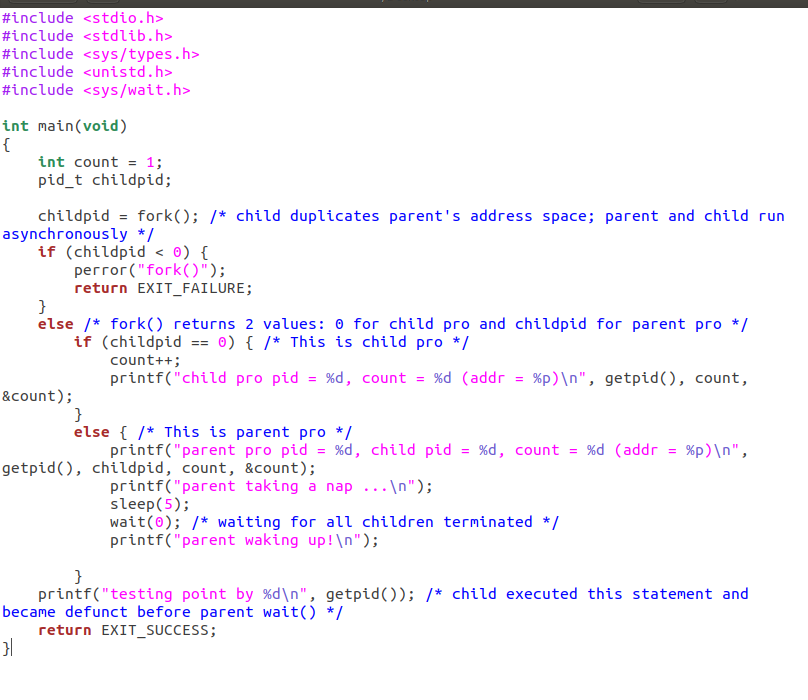 #include <stdio.h>
#include <stdlib.h>
#include <sys/types.h>
#include <unistd.h>
#include <sys/wait.h>

int main(void)
{
    int count = 1;
    pid_t childpid;

    childpid = fork(); /* child duplicates parent's address space; parent and child run
asynchronously */
    if (childpid < 0) {
        perror("fork()");
        return EXIT_FAILURE;
    }
    else /* fork() returns 2 values: 0 for child pro and childpid for parent pro */
        if (childpid == 0) { /* This is child pro */
            count++;
            printf("child pro pid = %d, count = %d (addr = %p)\n", getpid(), count,
&count);
        }
        else { /* This is parent pro */
            printf("parent pro pid = %d, child pid = %d, count = %d (addr = %p)\n",
getpid(), childpid, count, &count);
            printf("parent taking a nap ...\n");
            sleep(5);
            wait(0); /* waiting for all children terminated */
            printf("parent waking up!\n");

        }
    printf("testing point by %d\n", getpid()); /* child executed this statement and
became defunct before parent wait() */
    return EXIT_SUCCESS;
}